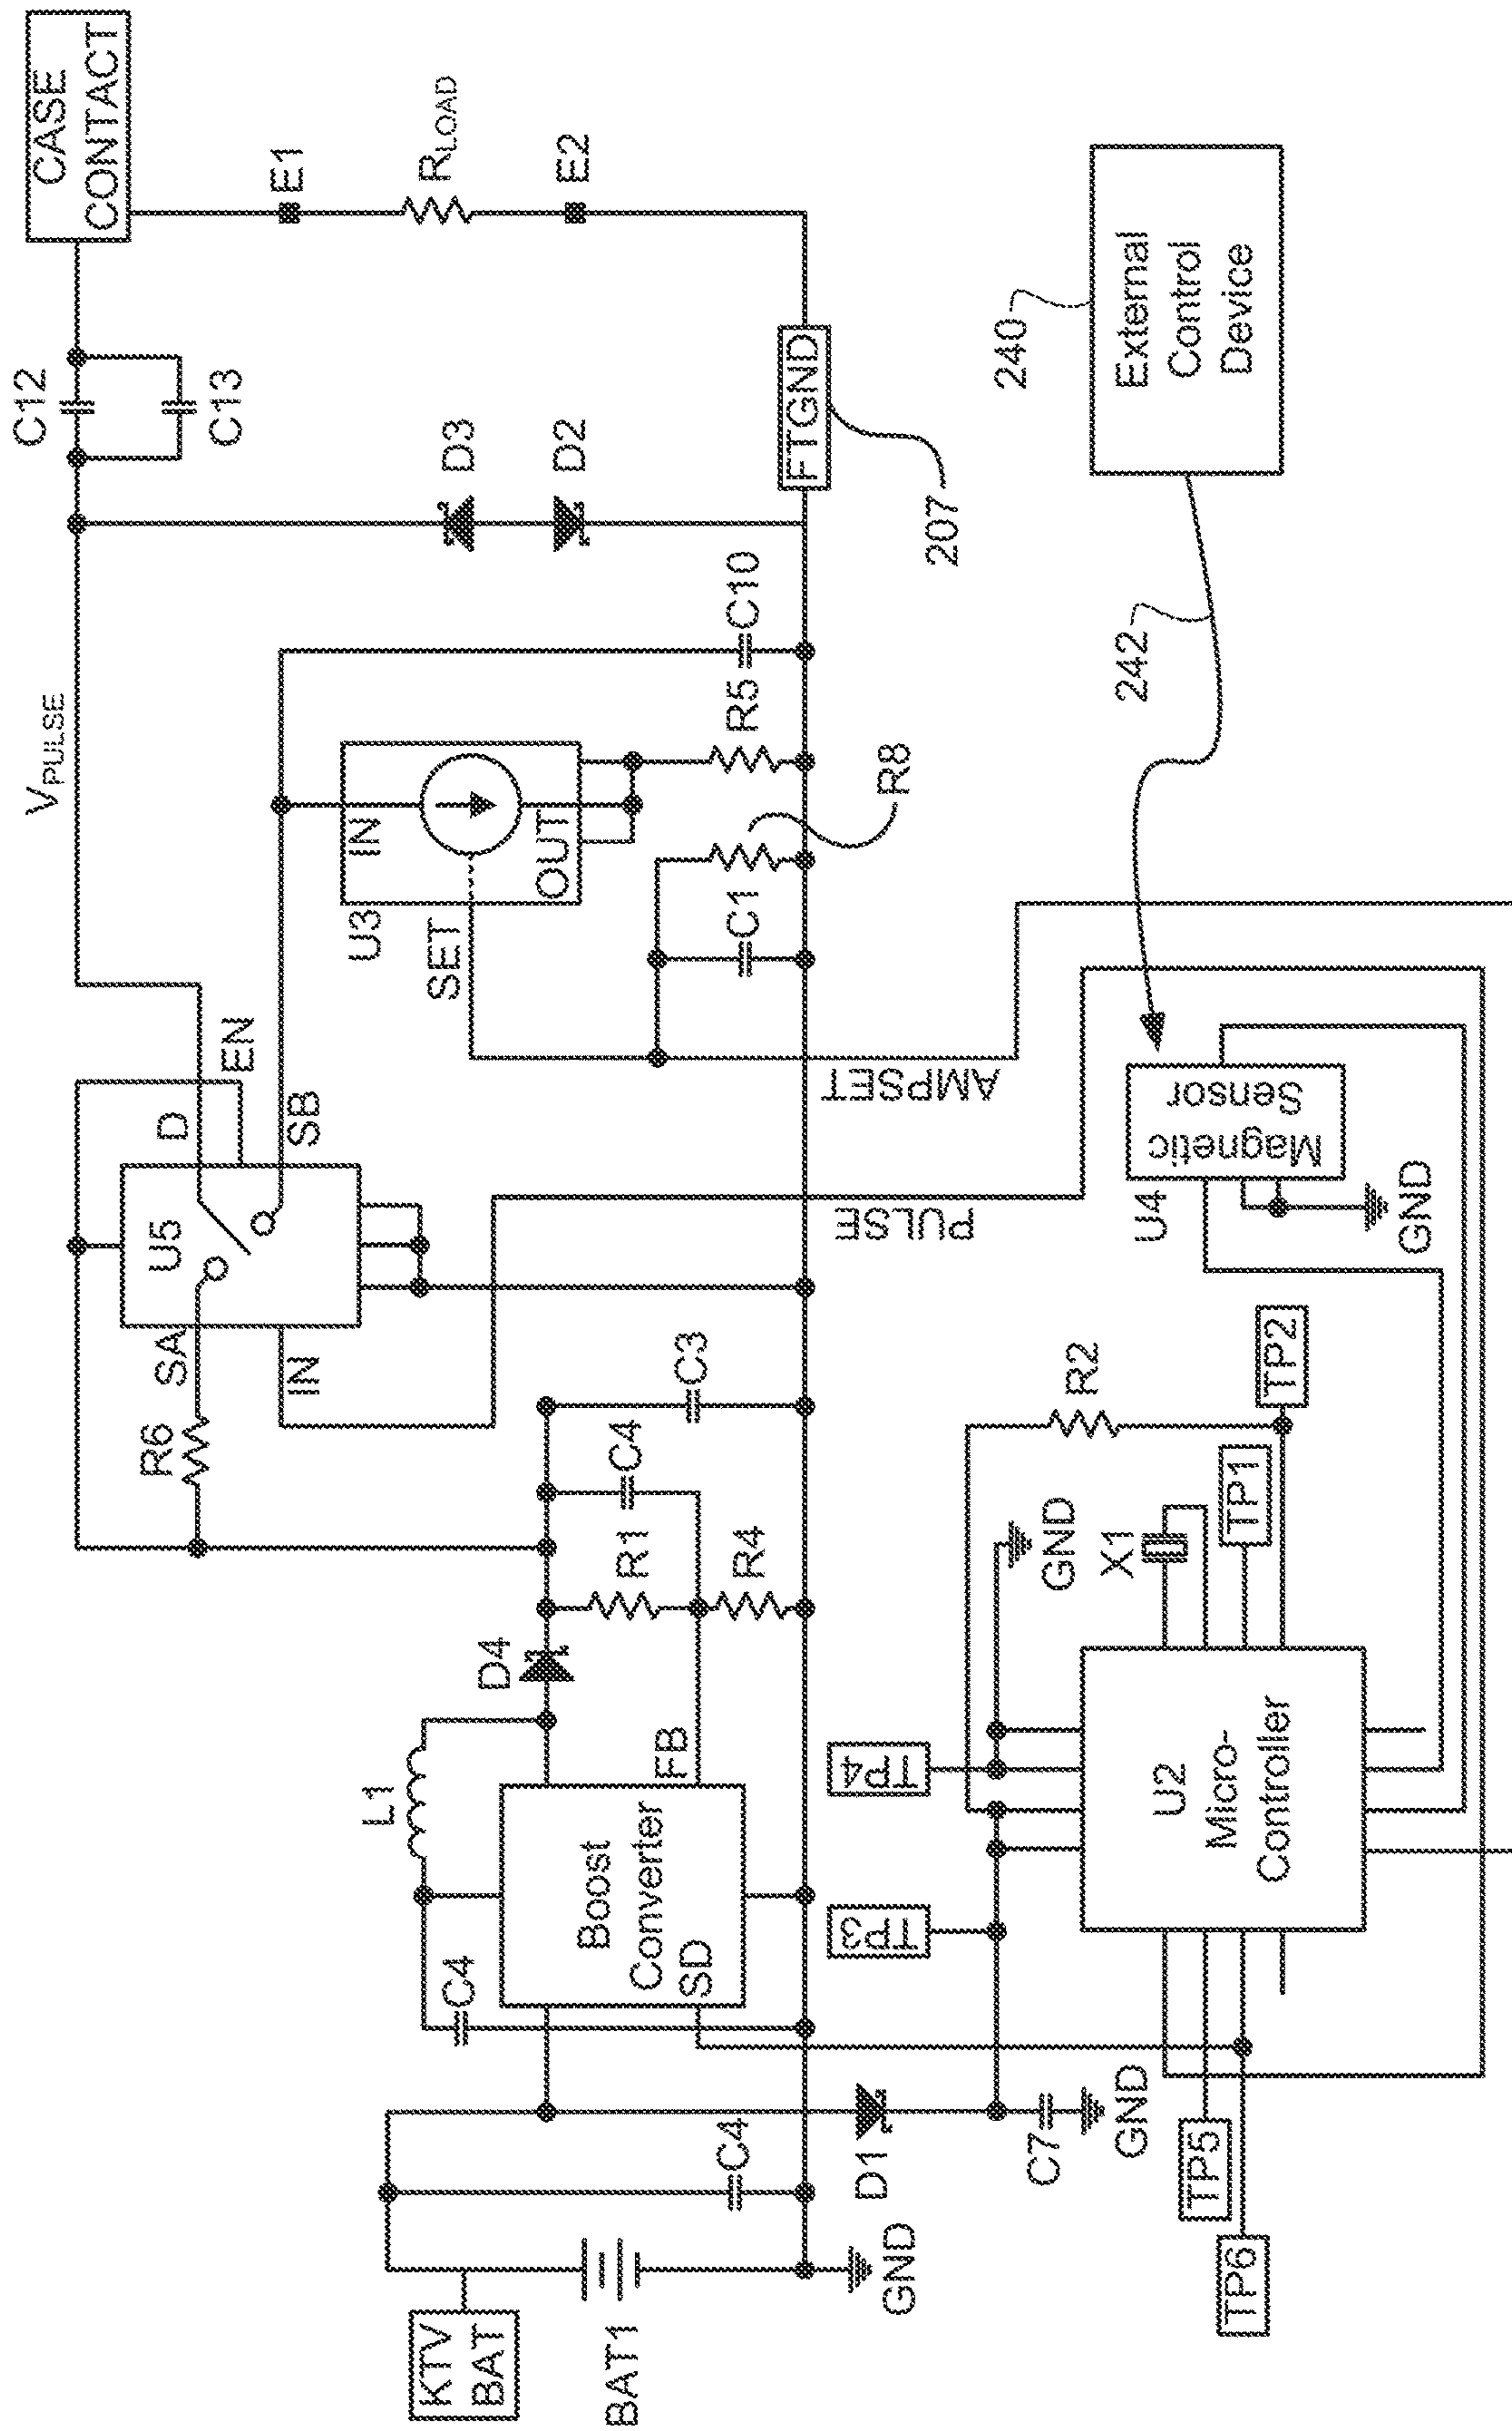 CASE
CONTACT
C12
C13
E1
R_LOAD
E2
V_PULSE
D3
D2
FTGND
207
C10
R5
R8
C1
U3
IN
OUT
SET
AMPSET
D
EN
SB
U5
SA
IN
R6
PULSE
C3
C4
R1
R4
D4
L1
FB
Boost
Converter
SD
C4
C4
KTV
BAT
BAT1
GND
D1
C7
GND
TP3
TP4
GND
R2
X1
TP1
TP2
U2
Micro-
Controller
TP5
TP6
U4
Magnetic
Sensor
GND
External
Control
Device
240
242